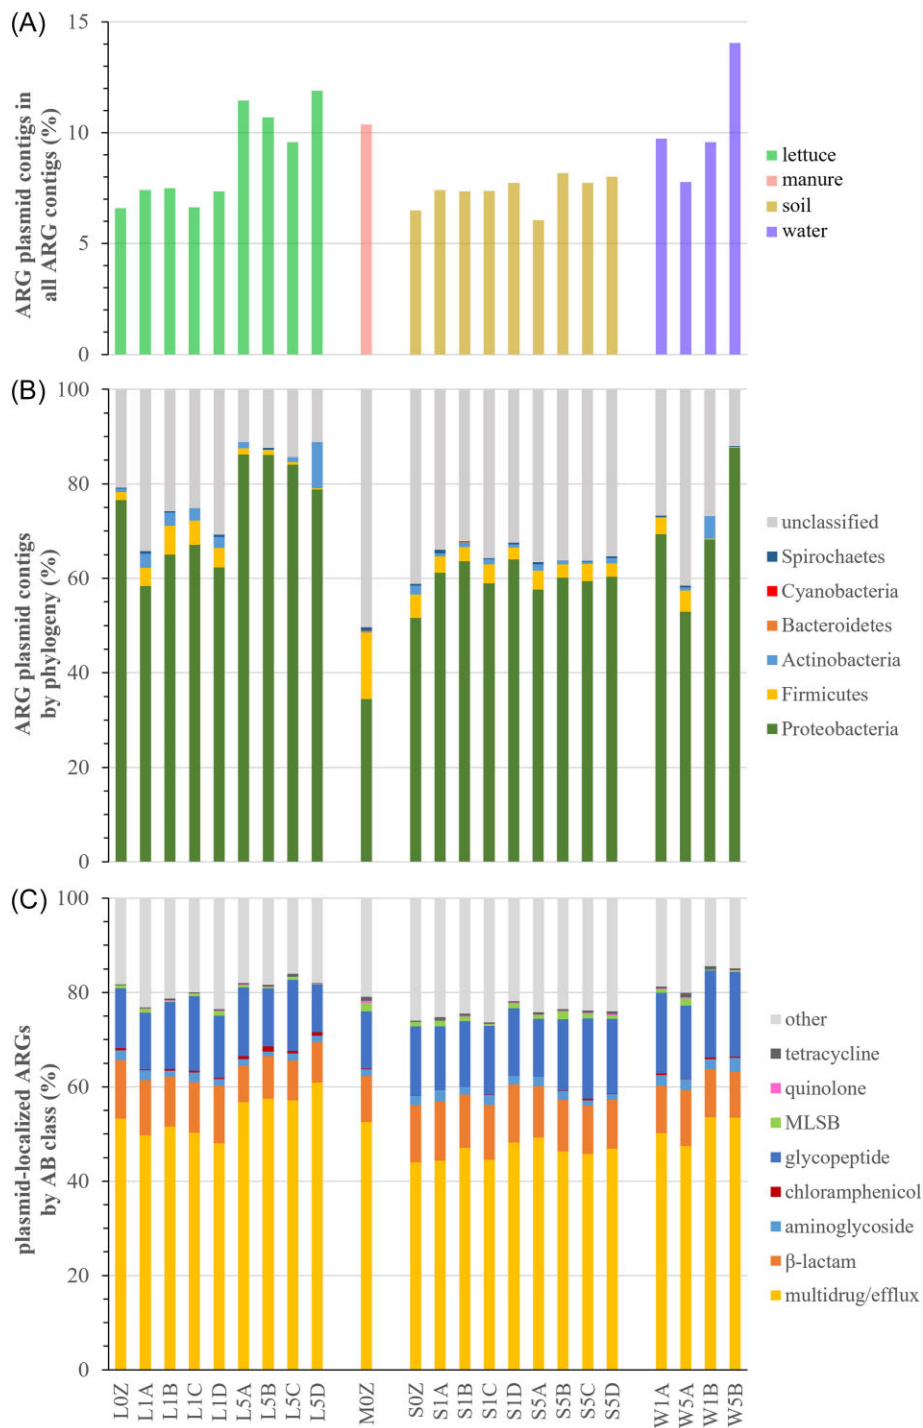 (A)
ARG plasmid contigs in
all ARG contigs (%)
15
10
5
0
lettuce
manure
soil
water
(B)
ARG plasmid contigs
by phylogeny (%)
100
80
60
40
20
0
unclassified
Spirochaetes
Cyanobacteria
Bacteroidetes
Actinobacteria
Firmicutes
Proteobacteria
(C)
plasmid-localized ARGs
by AB class (%)
100
80
60
40
20
0
other
tetracycline
quinolone
MLSB
glycopeptide
chloramphenicol
aminoglycoside
β-lactam
multidrug/efflux
L0Z
L1A
L1B
L1C
L1D
L5A
L5B
L5C
L5D
M0Z
S0Z
S1A
S1B
S1C
S1D
S5A
S5B
S5C
S5D
W1A
W5A
W1B
W5B